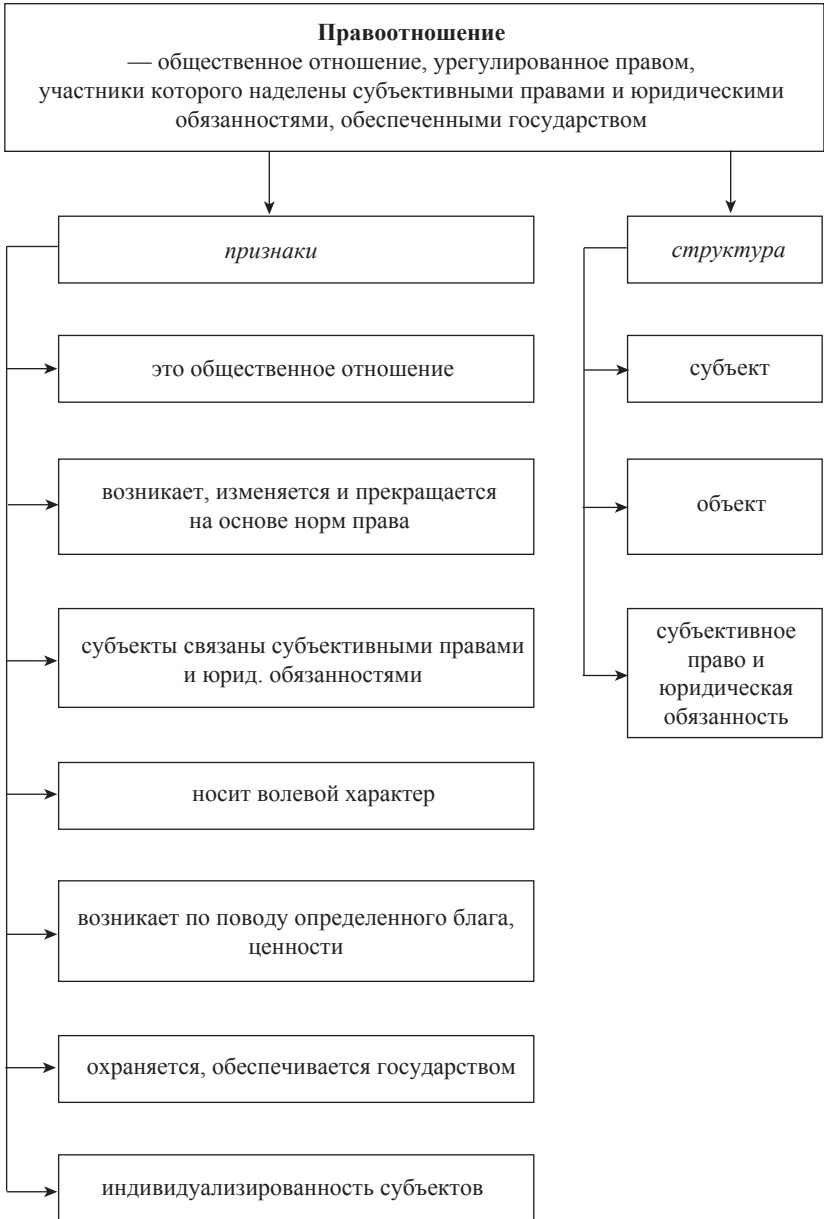 Правоотношение
— общественное отношение, урегулированное правом,
участники которого наделены субъективными правами и юридическими
обязанностями, обеспеченными государством
признаки
это общественное отношение
возникает, изменяется и прекращается
на основе норм права
субъекты связаны субъективными правами
и юрид. обязанностями
носит волевой характер
возникает по поводу определенного блага,
ценности
охраняется, обеспечивается государством
индивидуализированность субъектов
структура
субъект
объект
субъективное
право и
юридическая
обязанность